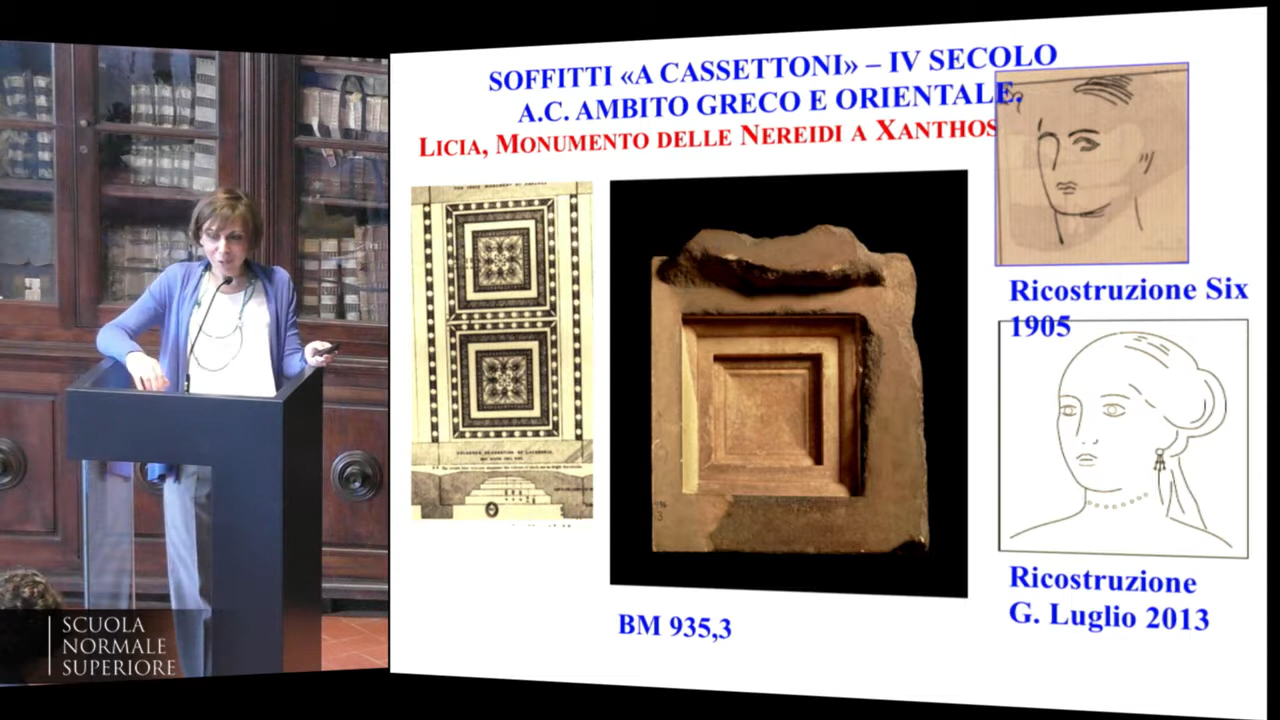 SOFFITTI «A CASSETTONI» – IV SECOLO
A.C. AMBITO GRECO E ORIENTALE.
LICIA, MONUMENTO DELLE NEREIDI A XANTHOS
Ricostruzione Six
1905
Ricostruzione
G. Luglio 2013
BM 935,3
SCUOLA
NORMALE
SUPERIORE